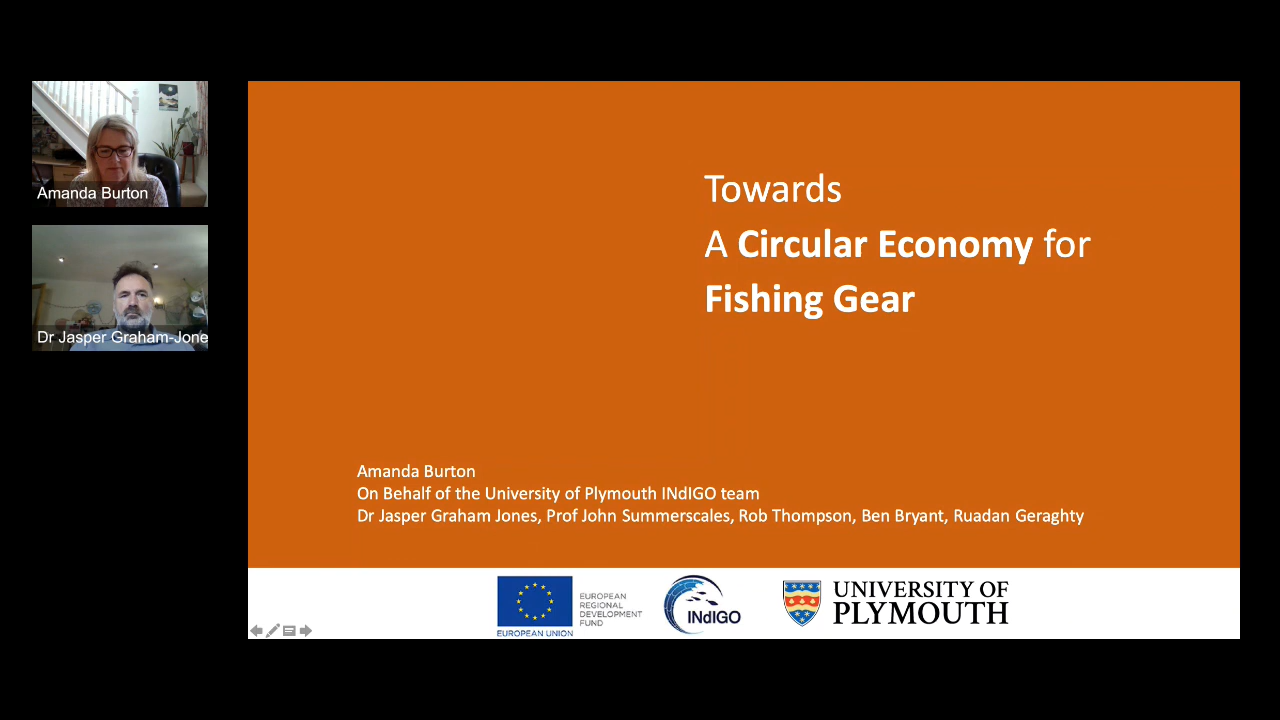 Amanda Burton
Dr Jasper Graham-Jone
Towards
A Circular Economy for
Fishing Gear
Amanda Burton
On Behalf of the University of Plymouth INdIGO team
Dr Jasper Graham Jones, Prof John Summerscales, Rob Thompson, Ben Bryant, Ruadan Geraghty
EUROPEAN UNION
EUROPEAN
REGIONAL
DEVELOPMENT
FUND
INdIGO
UNIVERSITY OF
PLYMOUTH